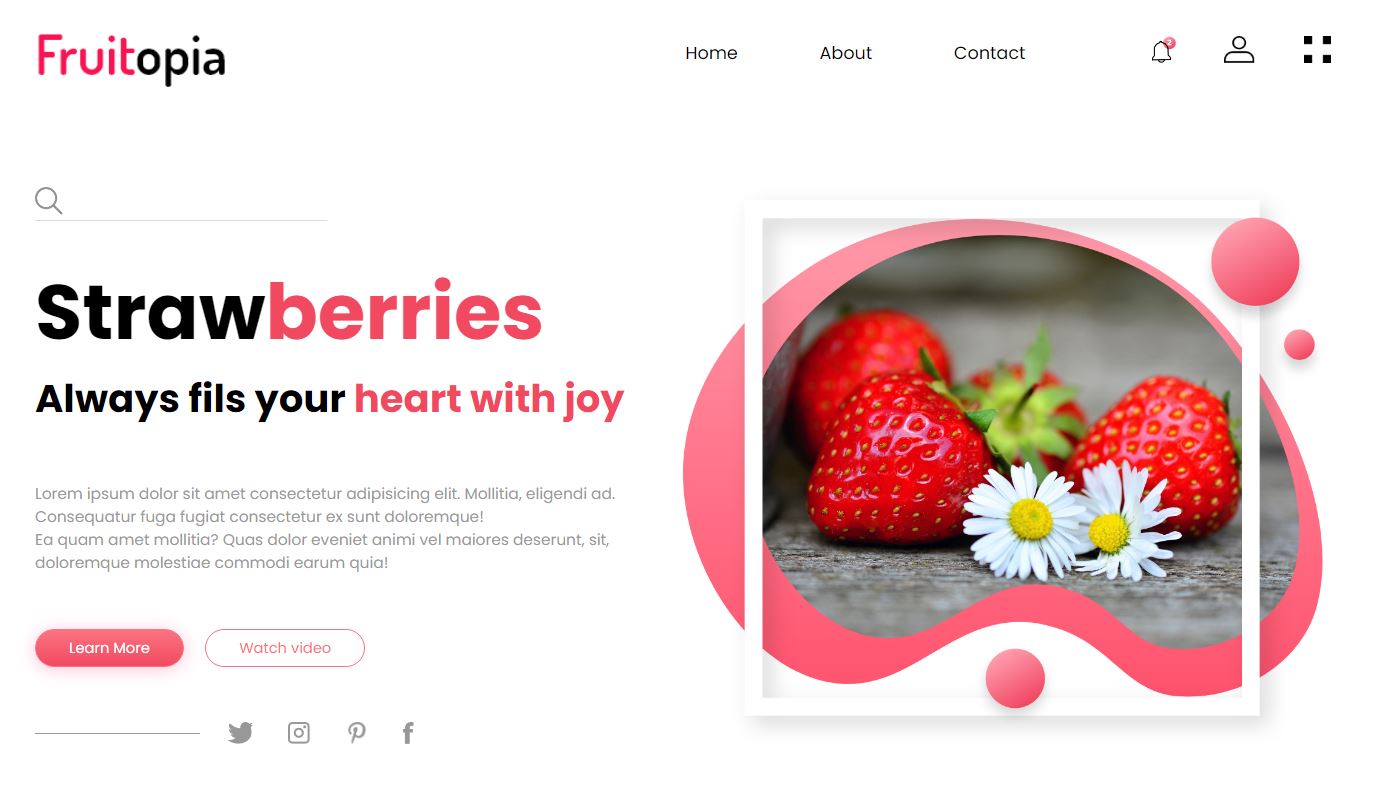 Fruitopia
Home About Contact
2
Strawberries
Always fils your heart with joy
Lorem ipsum dolor sit amet consectetur adipisicing elit. Mollitia, eligendi ad.
Consequatur fuga fugiat consectetur ex sunt doloremque!
Ea quam amet mollitia? Quas dolor eveniet animi vel maiores deserunt, sit,
doloremque molestiae commodi earum quia!
Learn More Watch video